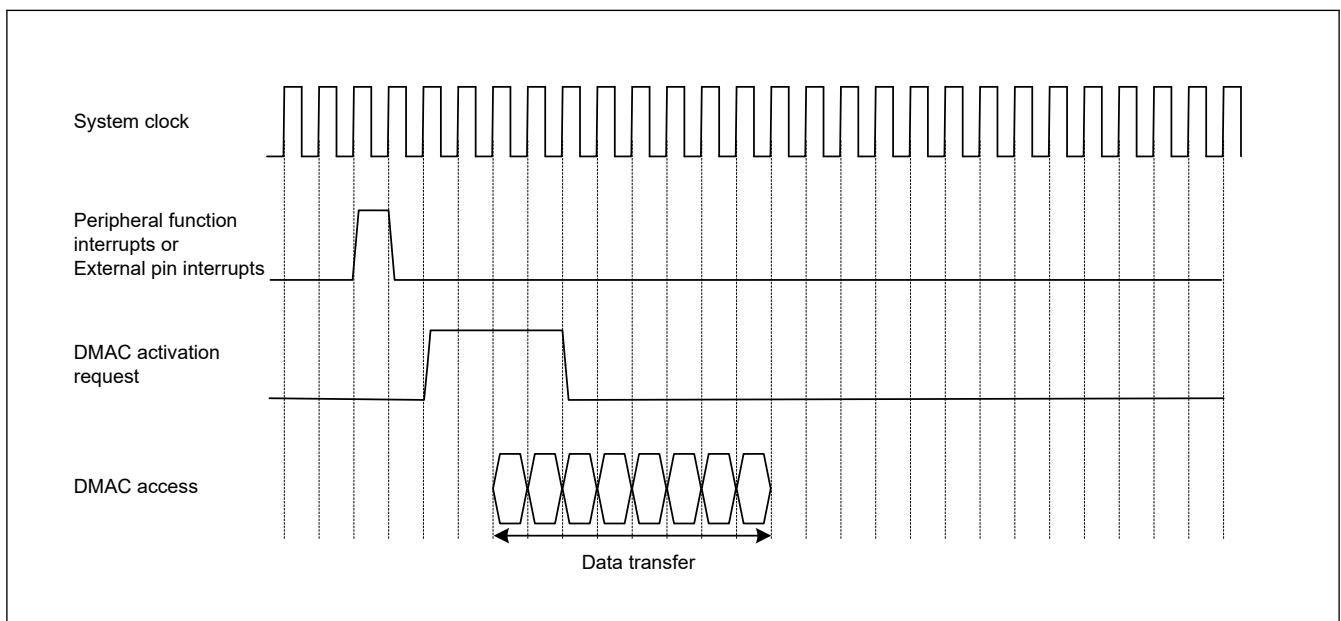 System clock
Peripheral function
interrupts or
External pin interrupts
DMAC activation
request
DMAC access
Data transfer